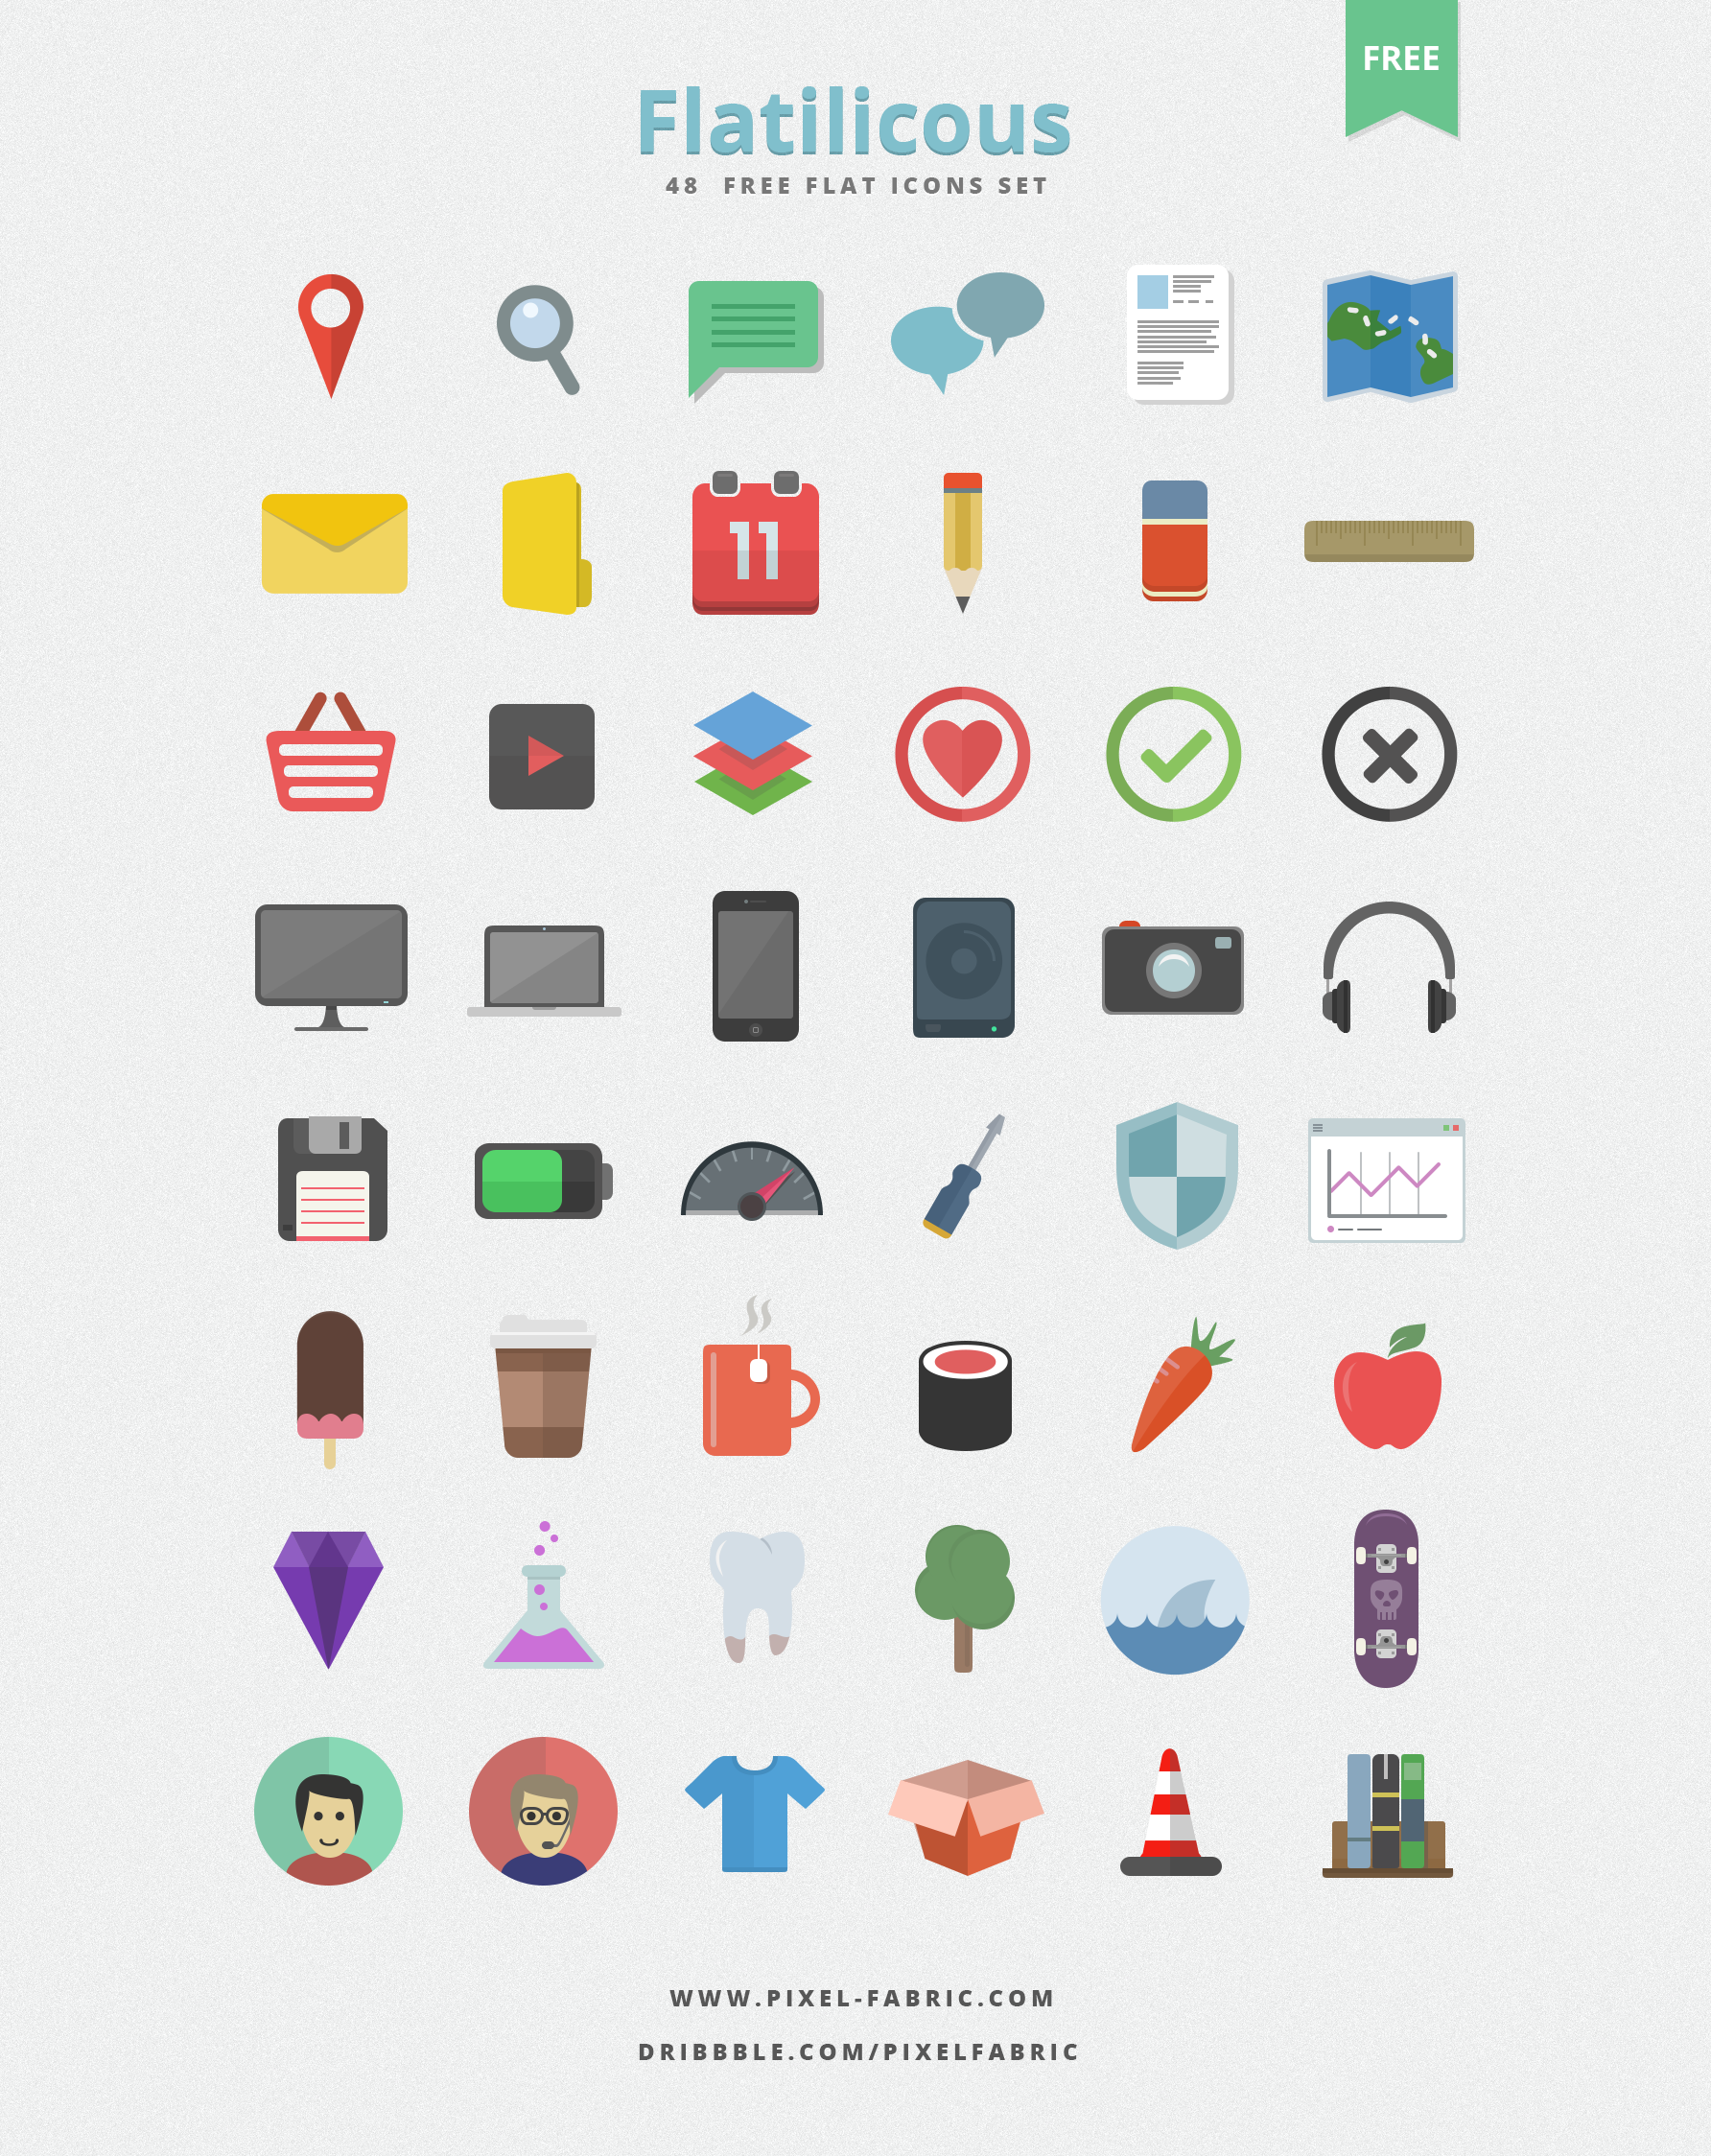 FREE
Flatilicous
48 FREE FLAT ICONS SET
11
WWW.PIXEL-FABRIC.COM
DRIBBBLE.COM/PIXELFABRIC